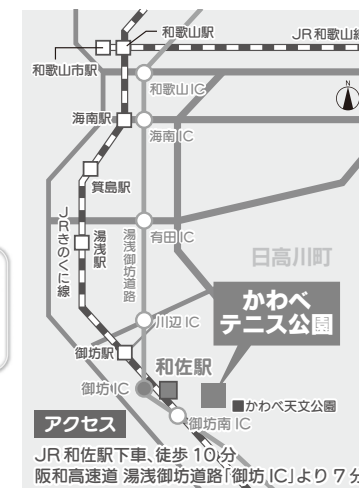 和歌山駅
JR和歌山線
和歌山市駅
和歌山IC
N
海南駅
海南IC
箕島駅
JRきのくに線
湯浅駅
湯浅御坊道路
有田IC
日高川町
かわべ
テニス公園
川辺IC
御坊駅
和佐駅
御坊IC
■かわべ天文公園
御坊南IC
アクセス
JR和佐駅下車、徒歩10分
阪和高速道 湯浅御坊道路「御坊IC」より7分